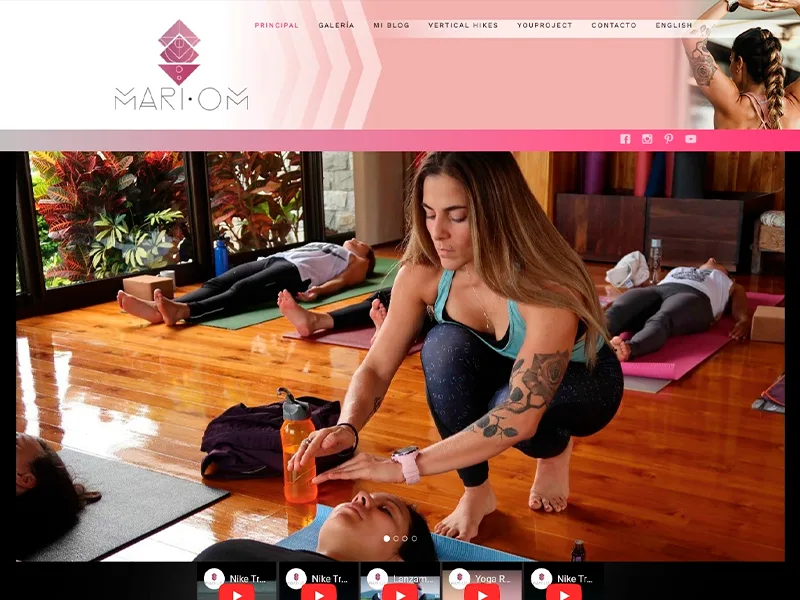 PRINCIPAL GALERÍA MI BLOG VERTICAL HIKES YOUPROJECT CONTACTO ENGLISH
MARI·OM
Nike Tr... Nike Tr... Lanzam... Yoga R... Nike Tr...